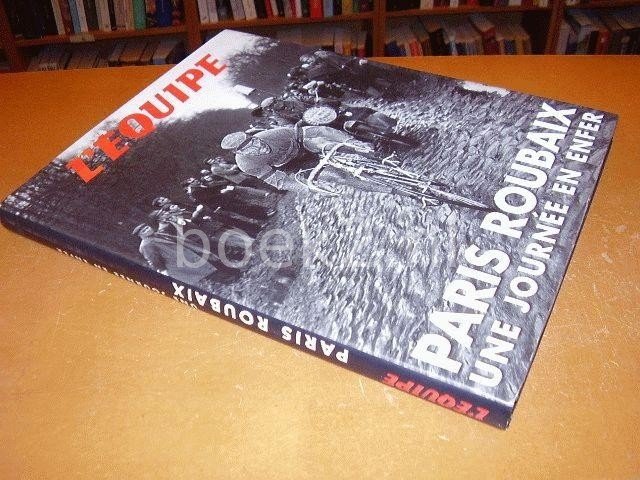 L'EQUIPE
PARIS ROUBAIX
UNE JOURNÉE EN ENFER
PARIS ROUBAIX
L'EQUIPE